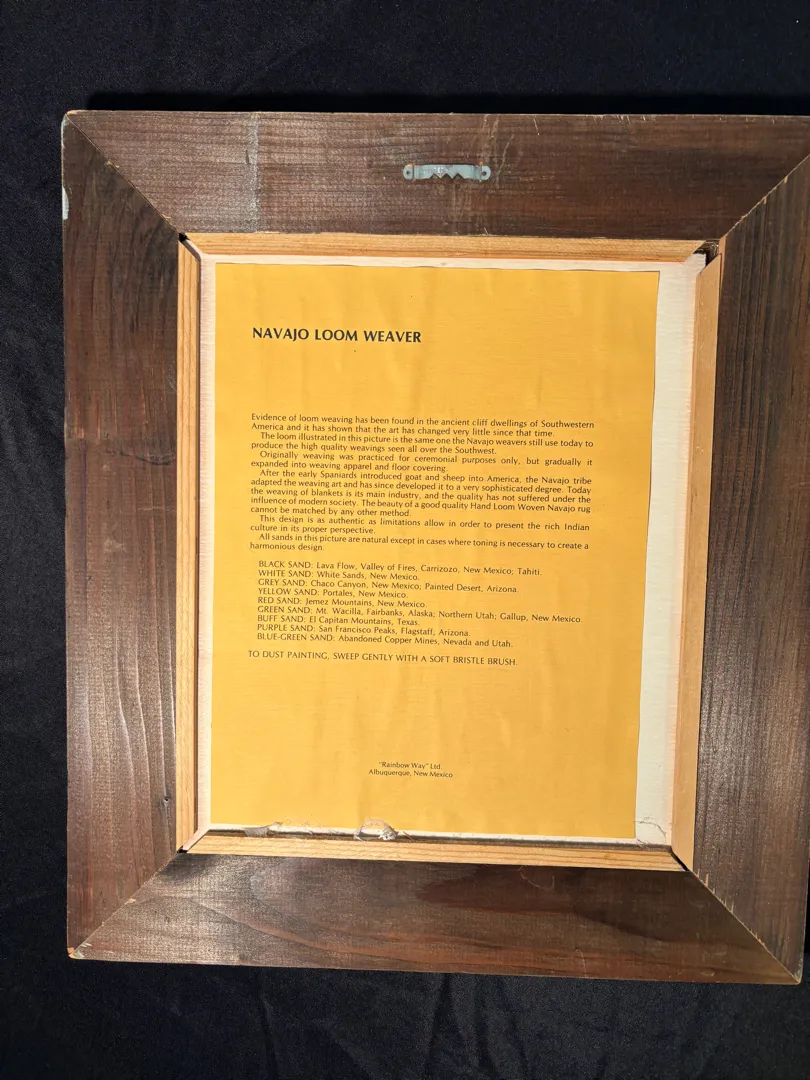 NAVAJO LOOM WEAVER
Evidence of loom weaving has been found in the ancient cliff dwellings of Southwestern
America and it has shown that the art has changed very little since that time.
The loom illustrated in this picture is the same one the Navajo weavers still use today to
produce the high quality weavings seen all over the Southwest.
Originally weaving was practiced for ceremonial purposes only, but gradually it
expanded into weaving apparel and floor covering.
After the early Spaniards introduced goat and sheep into America, the Navajo tribe
adapted the weaving art and has since developed it to a very sophisticated degree. Today
the weaving of blankets is its main industry, and the quality has not suffered under the
influence of modern society. The beauty of a good quality Hand Loom Woven Navajo rug
cannot be matched by any other method.
This design is as authentic as limitations allow in order to present the rich Indian
culture in its proper perspective.
All sands in this picture are natural except in cases where toning is necessary to create a
harmonious design.
BLACK SAND: Lava Flow, Valley of Fires, Carrizozo, New Mexico; Tahiti.
WHITE SAND: White Sands, New Mexico.
GREY SAND: Chaco Canyon, New Mexico; Painted Desert, Arizona.
YELLOW SAND: Portales, New Mexico.
RED SAND: Jemez Mountains, New Mexico.
GREEN SAND: Mt. Wacilla, Fairbanks, Alaska; Northern Utah; Gallup, New Mexico.
BUFF SAND: El Capitan Mountains, Texas.
PURPLE SAND: San Francisco Peaks, Flagstaff, Arizona.
BLUE-GREEN SAND: Abandoned Copper Mines, Nevada and Utah.
TO DUST PAINTING, SWEEP GENTLY WITH A SOFT BRISTLE BRUSH.
"Rainbow Way" Ltd.
Albuquerque, New Mexico